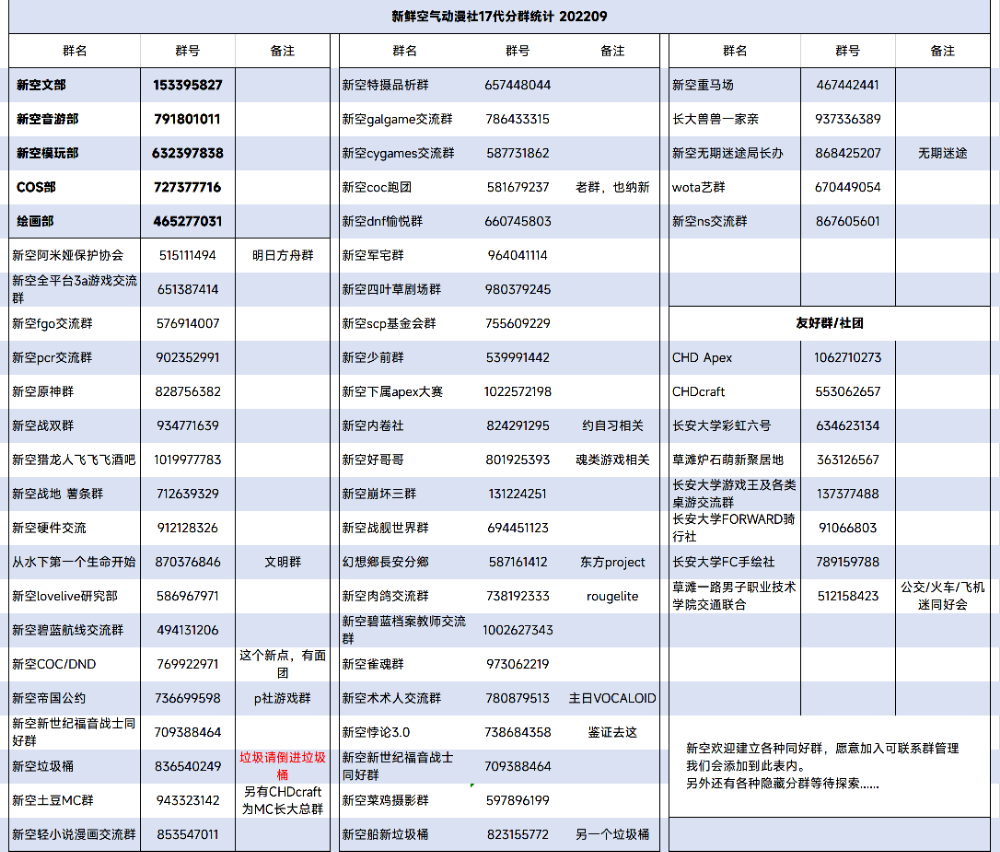 新鲜空气动漫社17代分群统计 202209
群名 群号 备注 群名 群号 备注 群名 群号 备注
新空文部 153395827 新空特摄品析群 657448044 新空重马场 467442441
新空音游部 791801011 新空galgame交流群 786433315 长大兽兽一家亲 937336389
新空模玩部 632397838 新空cygames交流群 587731862 新空无期迷途局长办 868425207 无期迷途
COS部 727377716 新空coc跑团 581679237 老群，也纳新 wota艺群 670449054
绘画部 465277031 新空dnf愉悦群 660745803 新空ns交流群 867605601
新空阿米娅保护协会 515111494 明日方舟群 新空军宅群 964041114
新空全平台3a游戏交流
群 651387414 新空四叶草剧场群 980379245
新空fgo交流群 576914007 新空scp基金会群 755609229 友好群/社团
新空pcr交流群 902352991 新空少前群 539991442 CHD Apex 1062710273
新空原神群 828756382 新空下属apex大赛 1022572198 CHDcraft 553062657
新空战双群 934771639 新空内卷社 824291295 约自习相关 长安大学彩虹六号 634623134
新空猎龙人飞飞飞酒吧 1019977783 新空好哥哥 801925393 魂类游戏相关 草滩炉石萌新聚居地 363126567
新空战地 薯条群 712639329 新空崩坏三群 131224251 长安大学游戏王及各类
桌游交流群 137377488
新空硬件交流 912128326 新空战舰世界群 694451123 长安大学FORWARD骑
行社 91066803
从水下第一个生命开始 870376846 文明群 幻想鄉長安分鄉 587161412 东方project 长安大学FC手绘社 789159788
新空lovelive研究部 586967971 新空肉鸽交流群 738192333 rougelite 草滩一路男子职业技术
学院交通联合 512158423 公交/火车/飞机
迷同好会
新空碧蓝航线交流群 494131206 新空碧蓝档案教师交流
群 1002627343
新空COC/DND 769922971 这个新点，有面
团 新空雀魂群 973062219
新空帝国公约 736699598 p社游戏群 新空术术人交流群 780879513 主日VOCALOID
新空新世纪福音战士同
好群 709388464 新空悖论3.0 738684358 鉴证去这
新空垃圾桶 836540249 垃圾请倒进垃圾
桶 新空新世纪福音战士
同好群 709388464
新空土豆MC群 943323142 另有CHDcraft
为MC长大总群 新空菜鸡摄影群 597896199
新空轻小说漫画交流群 853547011 新空船新垃圾桶 823155772 另一个垃圾桶
新空欢迎建立各种同好群，愿意加入可联系群管理
我们会添加到此表内。
另外还有各种隐藏分群等待探索......